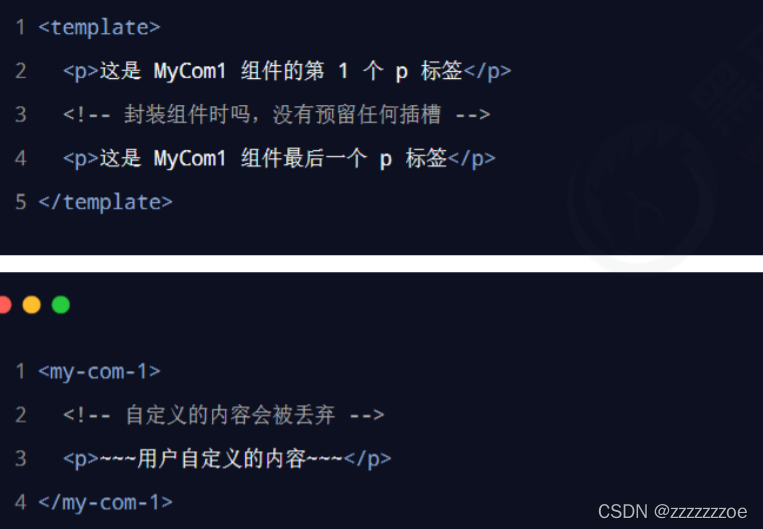 1 <template>
2 <p>这是 MyCom1 组件的第 1 个 p 标签</p>
3 <!-- 封装组件时吗，没有预留任何插槽 -->
4 <p>这是 MyCom1 组件最后一个 p 标签</p>
5 </template>
1 <my-com-1>
2 <!-- 自定义的内容会被丢弃 -->
3 <p>~~~用户自定义的内容~~~</p>
4 </my-com-1>
CSDN @zzzzzzzoe